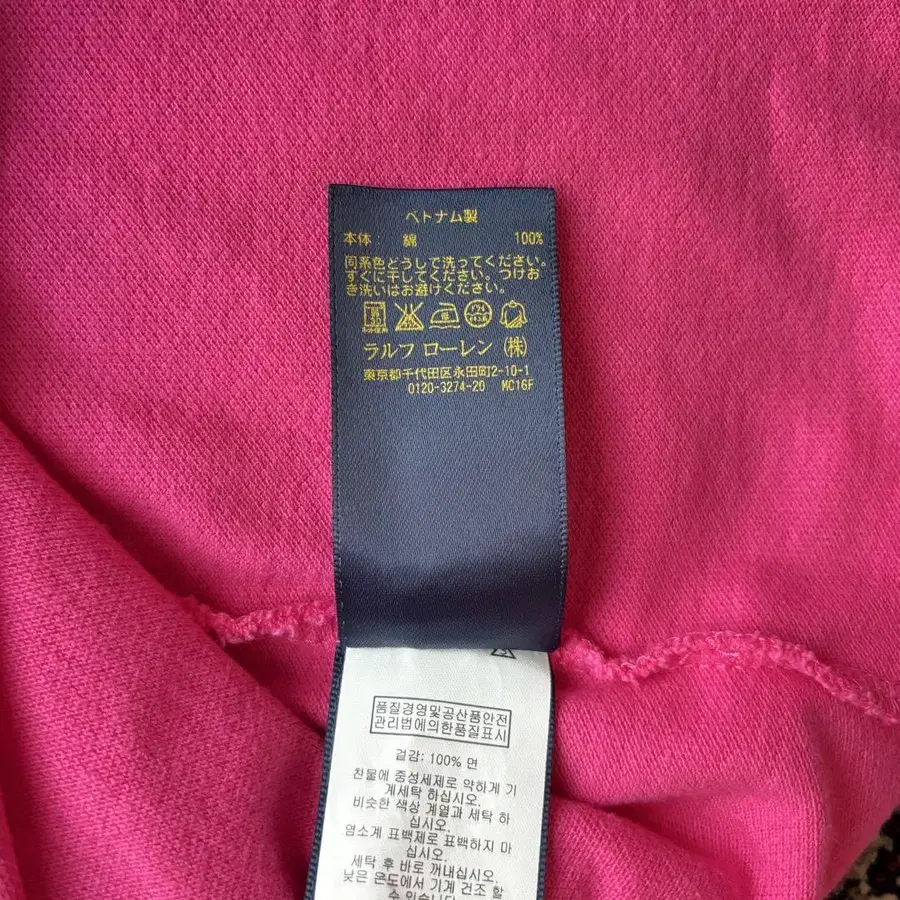 ベトナム製
本体: 綿 100%
同系色どうしで洗ってください。
すぐに干してください。つけお
き洗いはお避けください。
ラルフ ローレン (株)
東京都千代田区永田町2-10-1
0120-3274-20 MC16F
품질경영및공산품안전
관리법에의한품질표시
겉감: 100% 면
찬물에 중성세제로 약하게 기
계세탁 하십시오.
비슷한 색상 계열과 세탁 하
십시오.
염소계 표백제로 표백하지 마
십시오.
세탁 후 바로 꺼내십시오.
낮은 온도에서 기계 건조 할
수 있습니다